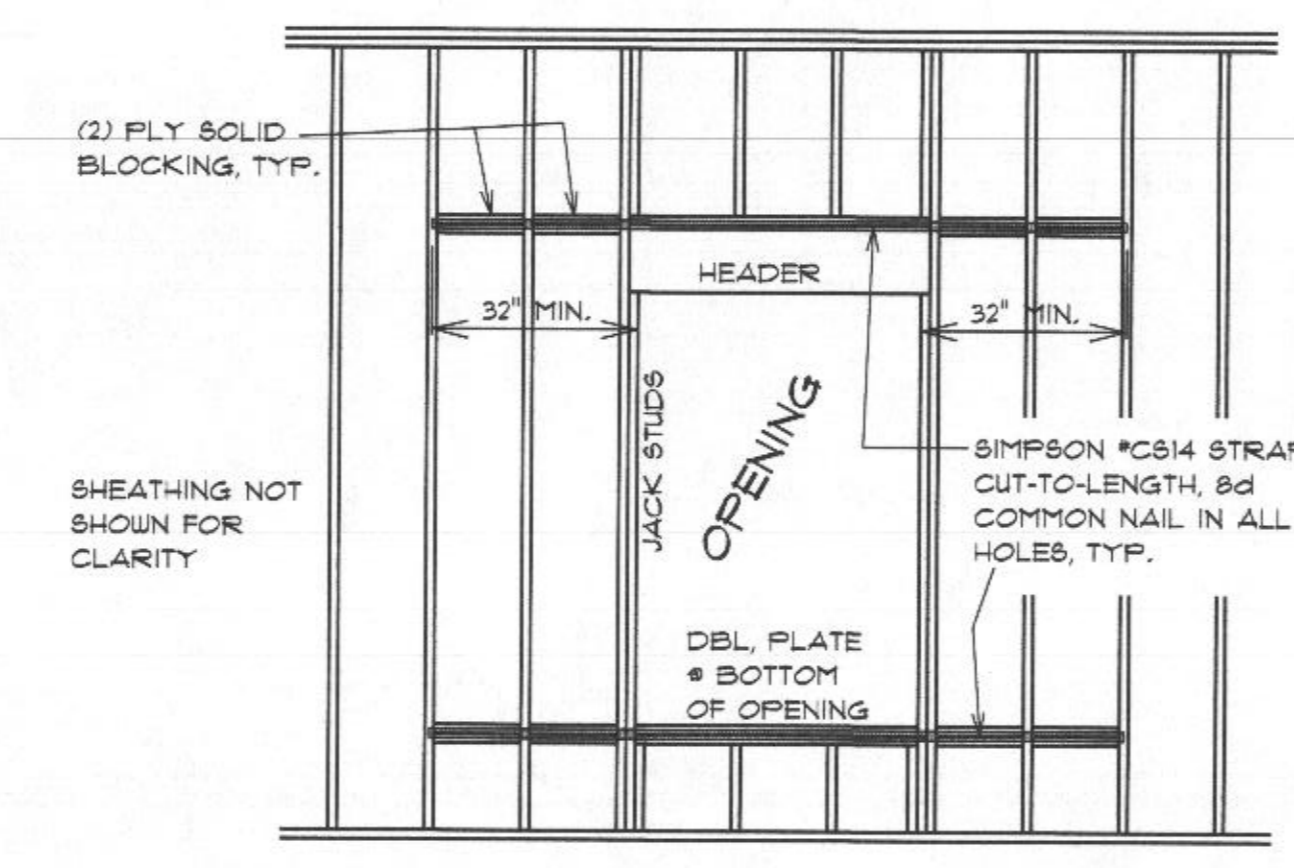 (2) PLY SOLID
BLOCKING, TYP.
HEADER
32" MIN.
32" MIN.
JACK STUDS
OPENING
SIMPSON #CS14 STRAP
CUT-TO-LENGTH, 8d
COMMON NAIL IN ALL
HOLES, TYP.
SHEATHING NOT
SHOWN FOR
CLARITY
DBL, PLATE
@ BOTTOM
OF OPENING